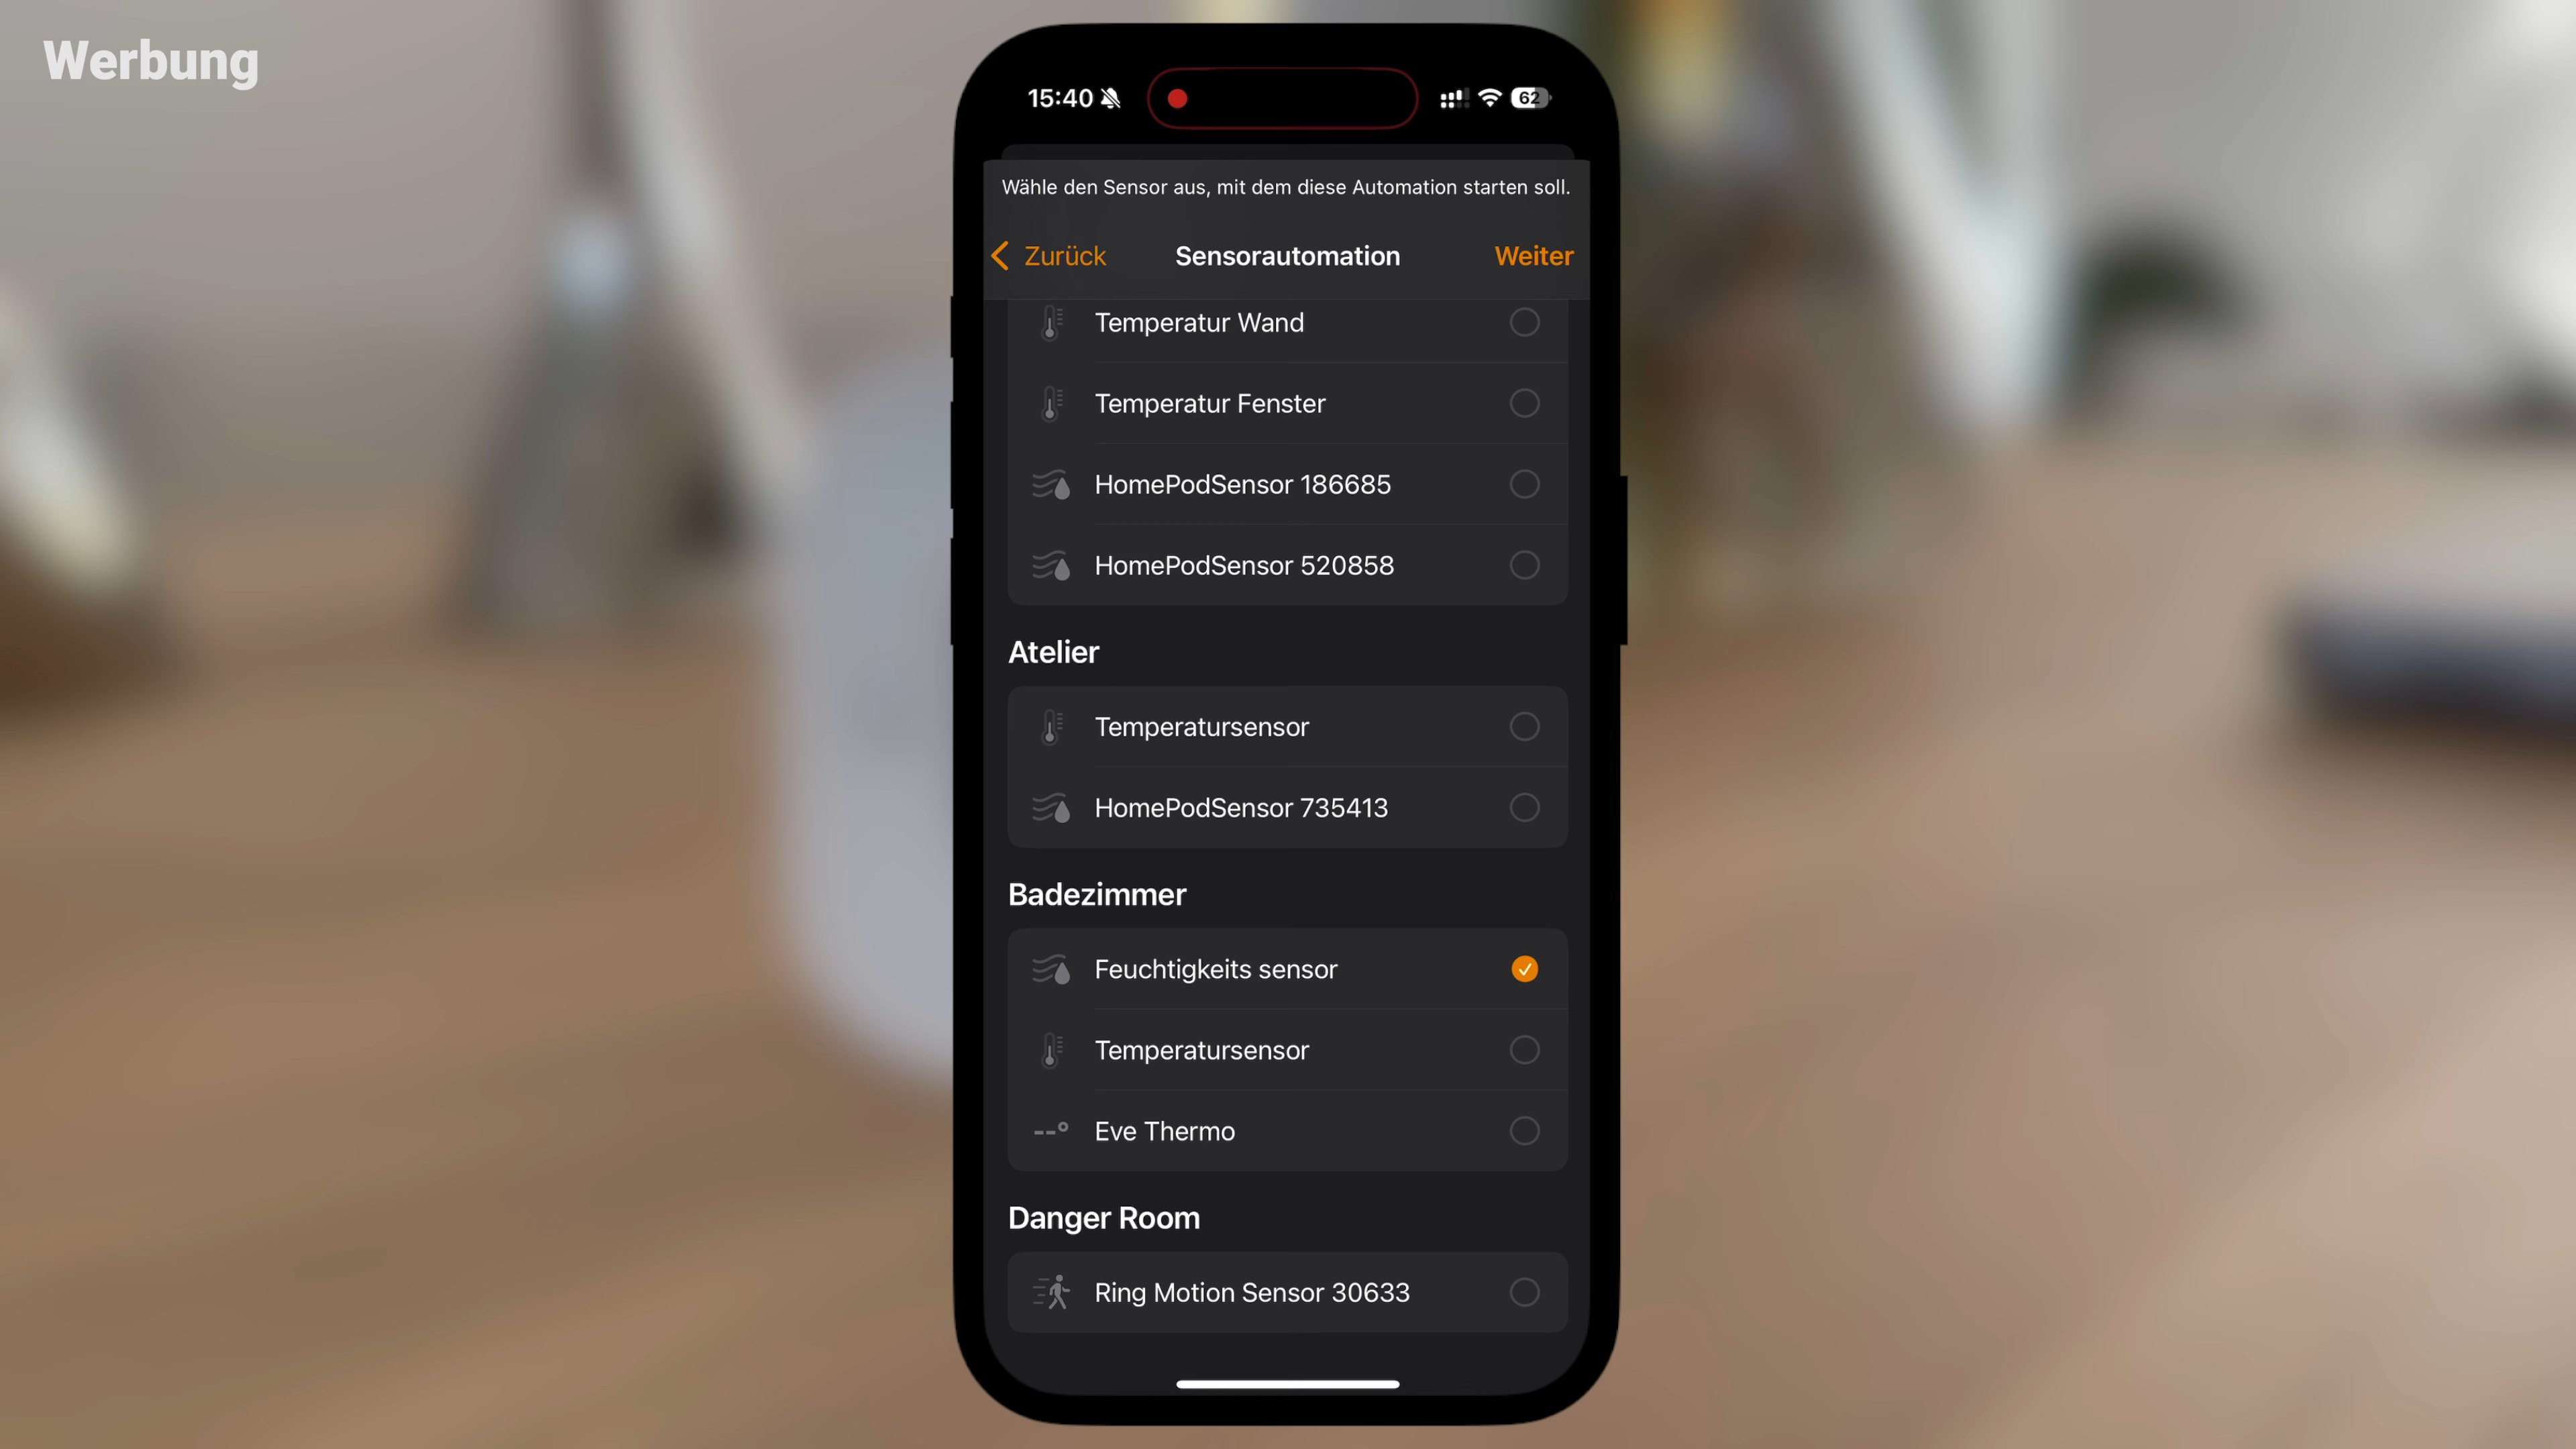 Werbung
15:40
62
Wähle den Sensor aus, mit dem diese Automation starten soll.
Zurück
Sensorautomation
Weiter
Temperatur Wand
Temperatur Fenster
HomePodSensor 186685
HomePodSensor 520858
Atelier
Temperatursensor
HomePodSensor 735413
Badezimmer
Feuchtigkeits sensor
Temperatursensor
Eve Thermo
Danger Room
Ring Motion Sensor 30633